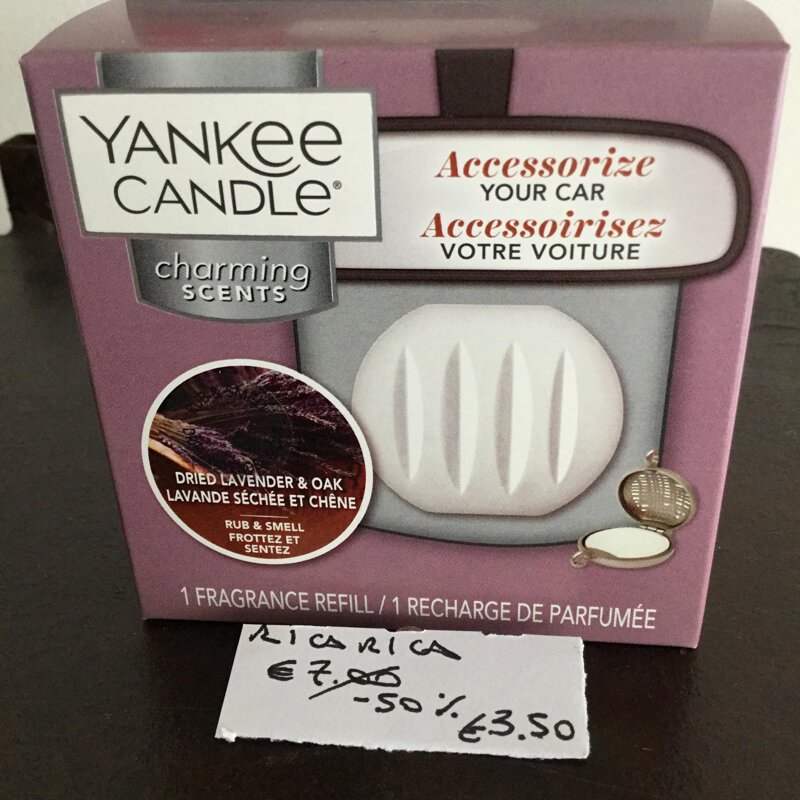 YANKEE
CANDLE®
charming
SCENTS
Accessorize
YOUR CAR
Accessoirisez
VOTRE VOITURE
DRIED LAVENDER & OAK
LAVANDE SÉCHÉE ET CHÊNE
RUB & SMELL
FROTTEZ ET
SENTEZ
1 FRAGRANCE REFILL / 1 RECHARGE DE PARFUMÉE
RICARICA
€7.00
-50% €3.50